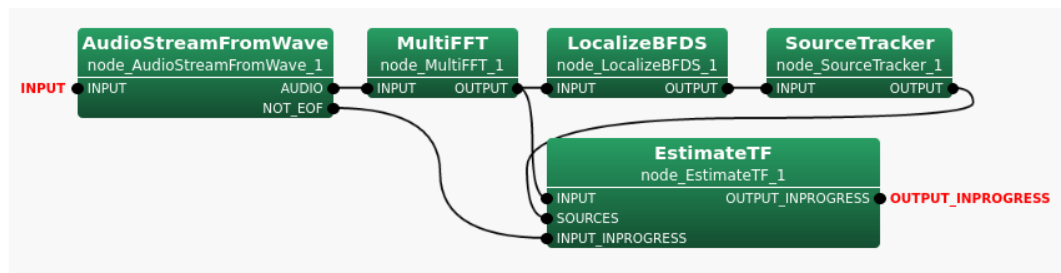 AudioStreamFromWave
node_AudioStreamFromWave_1
INPUT
INPUT
AUDIO
NOT_EOF
MultiFFT
node_MultiFFT_1
INPUT
OUTPUT
LocalizeBFDS
node_LocalizeBFDS_1
INPUT
OUTPUT
SourceTracker
node_SourceTracker_1
INPUT
OUTPUT
EstimateTF
node_EstimateTF_1
INPUT
OUTPUT_INPROGRESS
OUTPUT_INPROGRESS
SOURCES
INPUT_INPROGRESS